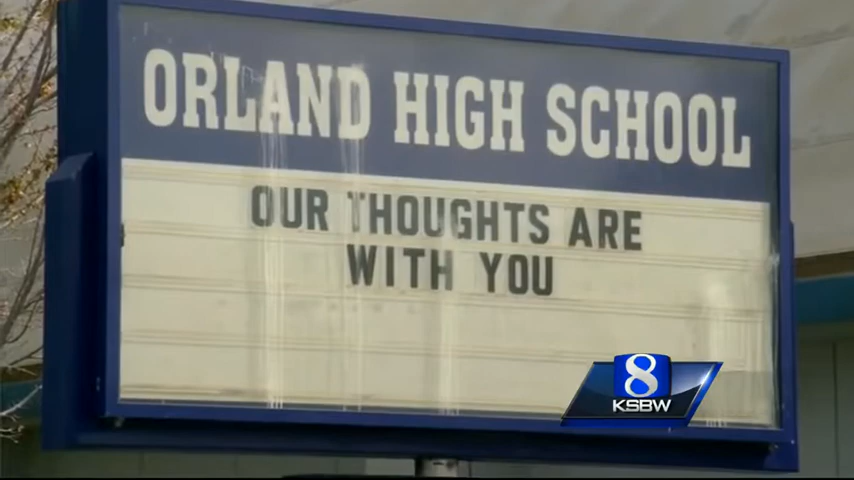 ORLAND HIGH SCHOOL
OUR THOUGHTS ARE
WITH YOU
8
KSBW